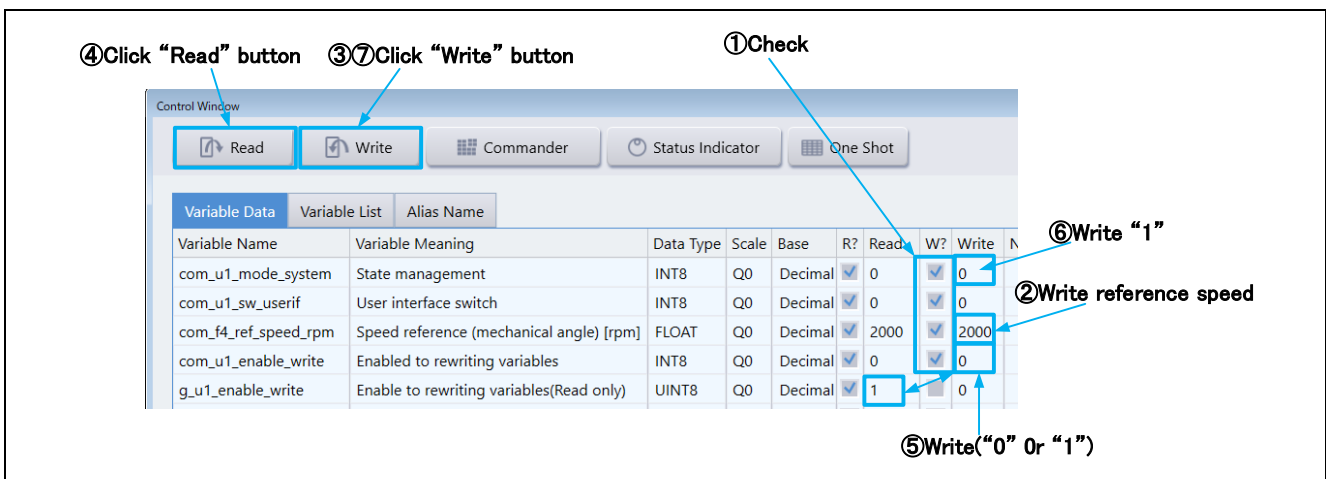 ④Click “Read” button ③⑦Click “Write” button ①Check
Control Window
Read Write Commander Status Indicator One Shot
Variable Data Variable List Alias Name
Variable Name Variable Meaning Data Type Scale Base R? Read W? Write N
com_u1_mode_system State management INT8 Q0 Decimal 0 0
com_u1_sw_userif User interface switch INT8 Q0 Decimal 0 0
com_f4_ref_speed_rpm Speed reference (mechanical angle) [rpm] FLOAT Q0 Decimal 2000 2000
com_u1_enable_write Enabled to rewriting variables INT8 Q0 Decimal 0 0
g_u1_enable_write Enable to rewriting variables(Read only) UINT8 Q0 Decimal 1 0
⑥Write “1”
②Write reference speed
⑤Write(“0” 0r “1”)